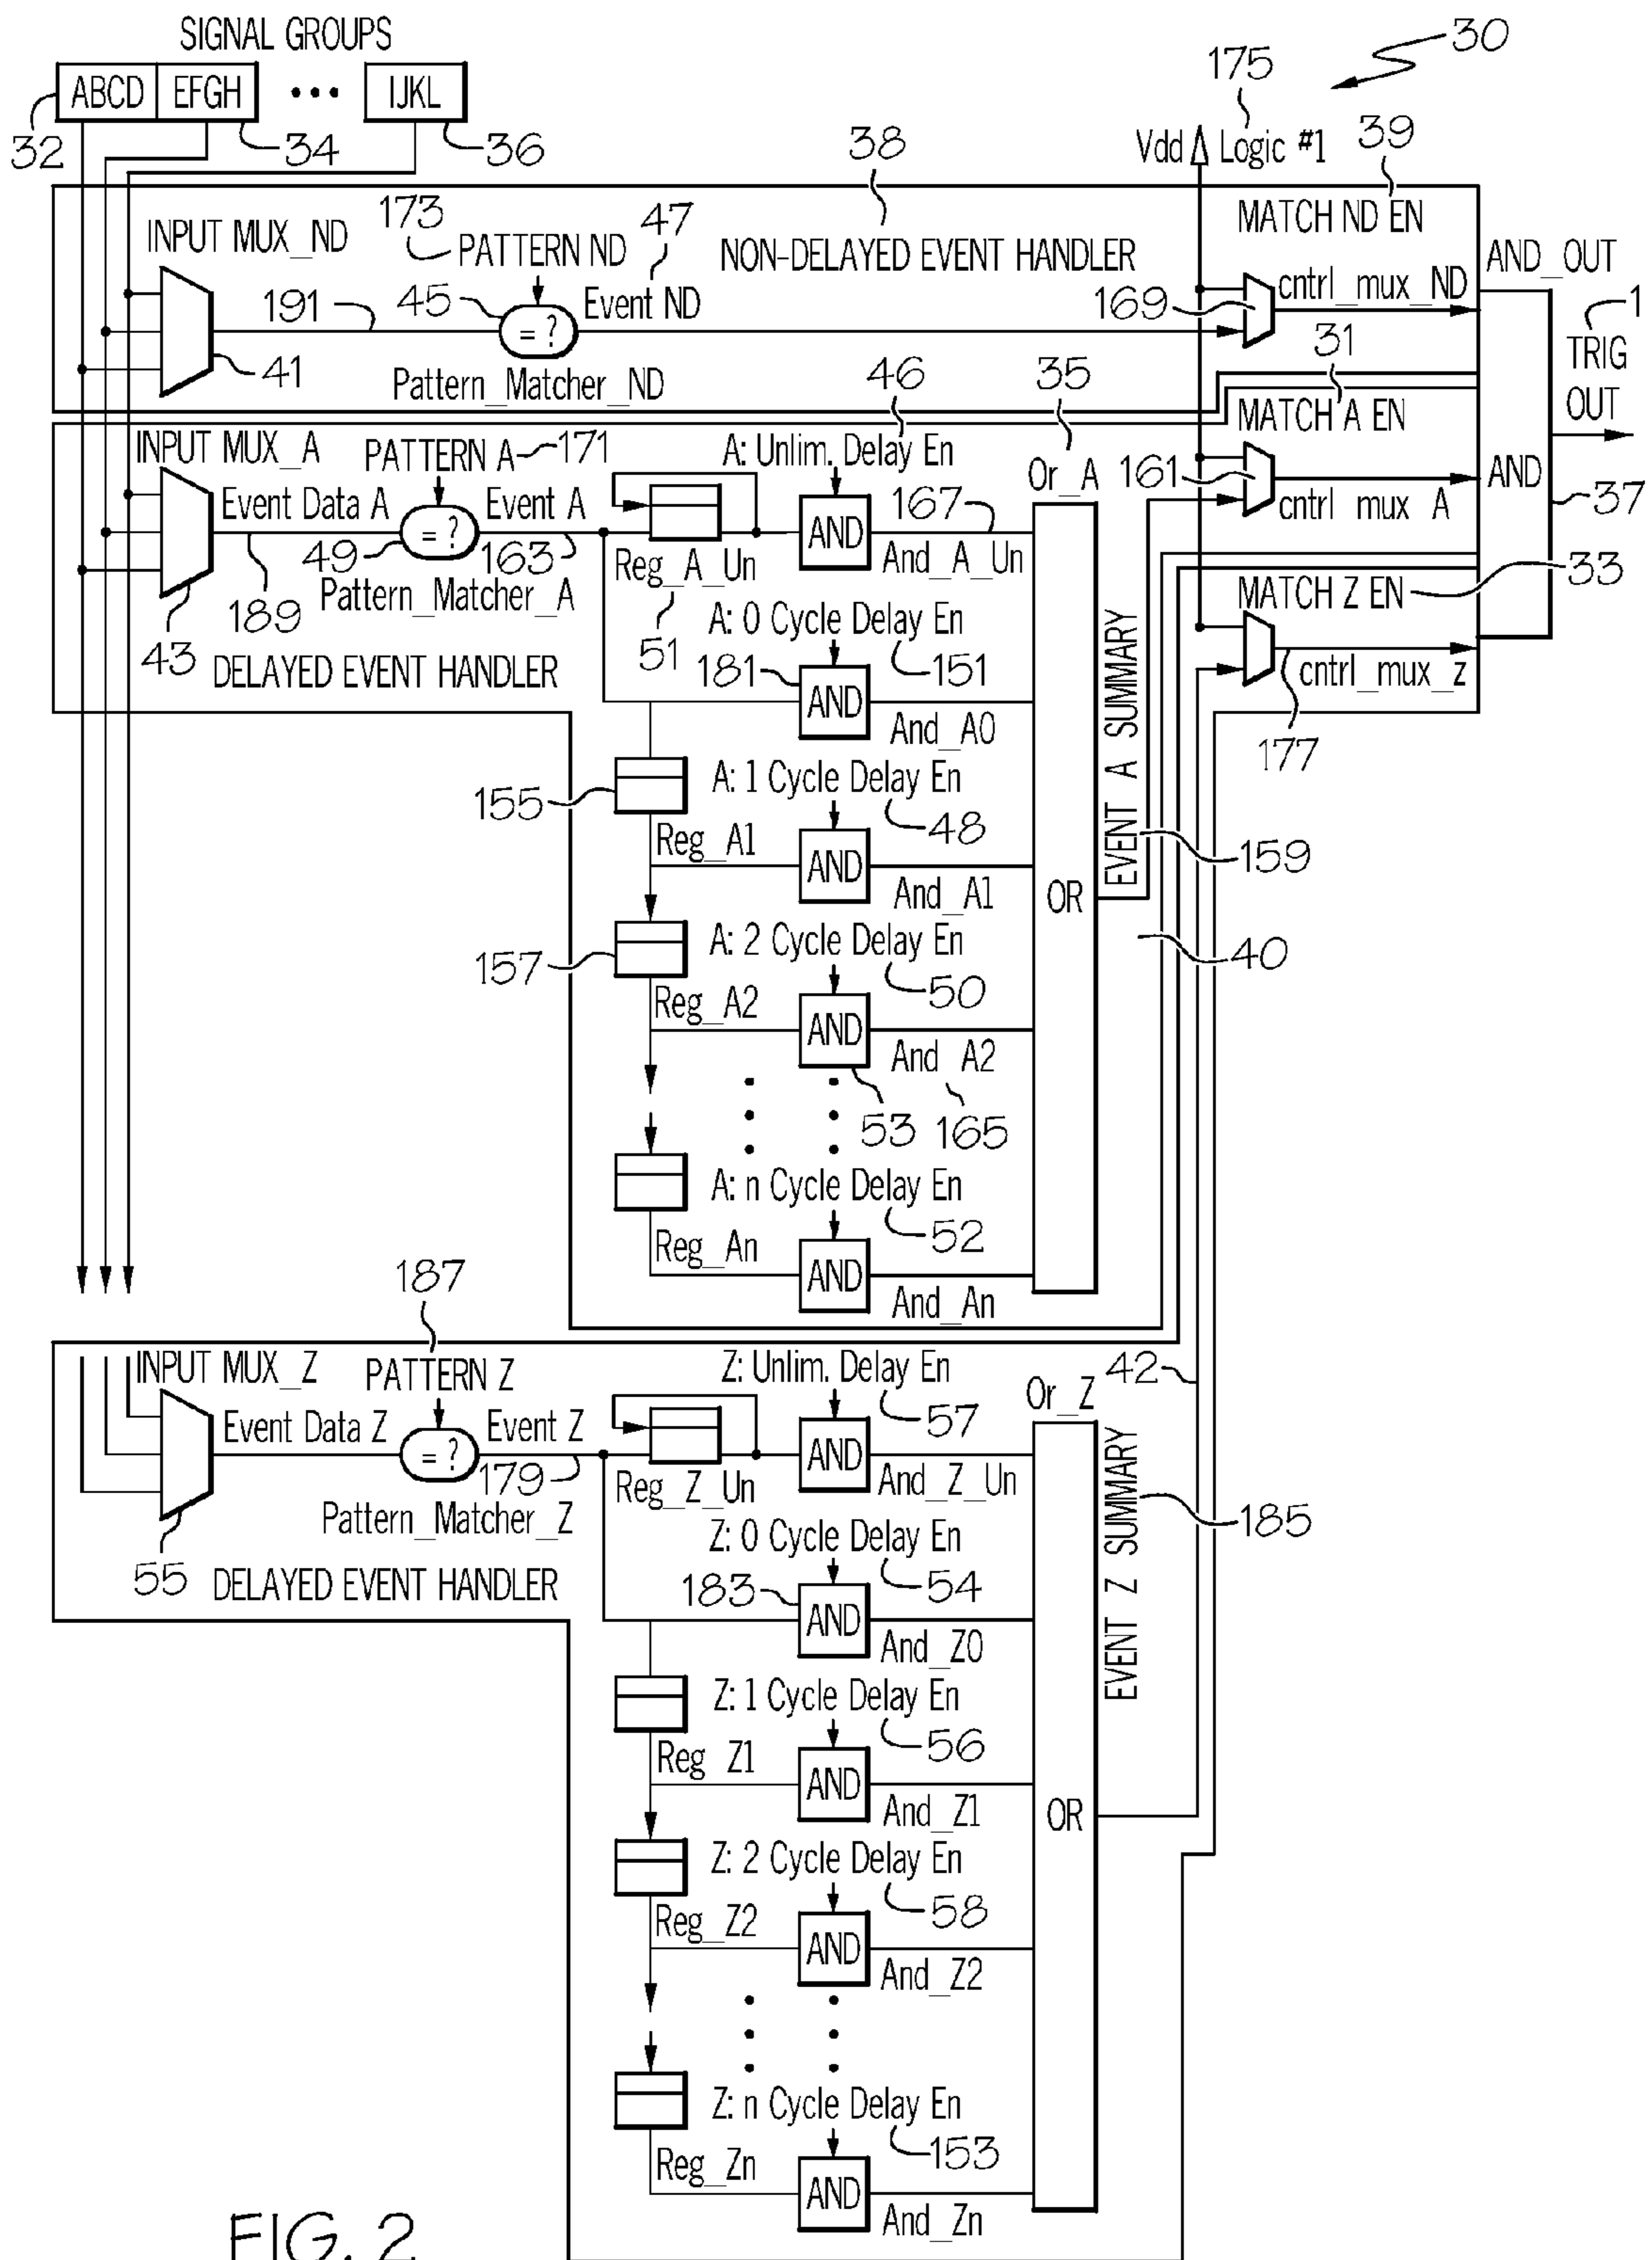 SIGNAL GROUPS
ABCD EFGH ••• IJKL
32 34 36
30
175
Vdd Logic #1
39
38
MATCH ND EN
INPUT MUX_ND
173
PATTERN ND
47
NON-DELAYED EVENT HANDLER
AND_OUT
191
45
= ?
Event ND
169
cntrl_mux_ND
41
Pattern_Matcher_ND
31
1
TRIG
OUT
46
35
MATCH A EN
INPUT MUX_A
PATTERN A 171
A: Unlim. Delay En
Or_A
161
AND
37
Event Data A
= ?
Event A
AND
167
cntrl mux A
49
163
Reg_A_Un
And_A_Un
189
Pattern_Matcher_A
51
33
MATCH Z EN
43
DELAYED EVENT HANDLER
A: 0 Cycle Delay En
181
151
AND
And_A0
cntrl_mux_z
177
EVENT A SUMMARY
155
A: 1 Cycle Delay En
48
Reg_A1
AND
And_A1
159
OR
157
A: 2 Cycle Delay En
50
40
Reg_A2
AND
And A2
53 165
A: n Cycle Delay En
52
Reg_An
AND
And_An
187
INPUT MUX_Z
PATTERN Z
Z: Unlim. Delay En
42
57
Or_Z
Event Data Z
= ?
Event Z
179
Reg_Z_Un
AND
And_Z_Un
Pattern_Matcher_Z
55
DELAYED EVENT HANDLER
EVENT Z SUMMARY
185
Z: 0 Cycle Delay En
183
54
AND
And_Z0
Z: 1 Cycle Delay En
56
Reg Z1
AND
And_Z1
OR
Z: 2 Cycle Delay En
58
Reg_Z2
AND
And_Z2
Z: n Cycle Delay En
153
Reg_Zn
AND
And_Zn
FIG. 2